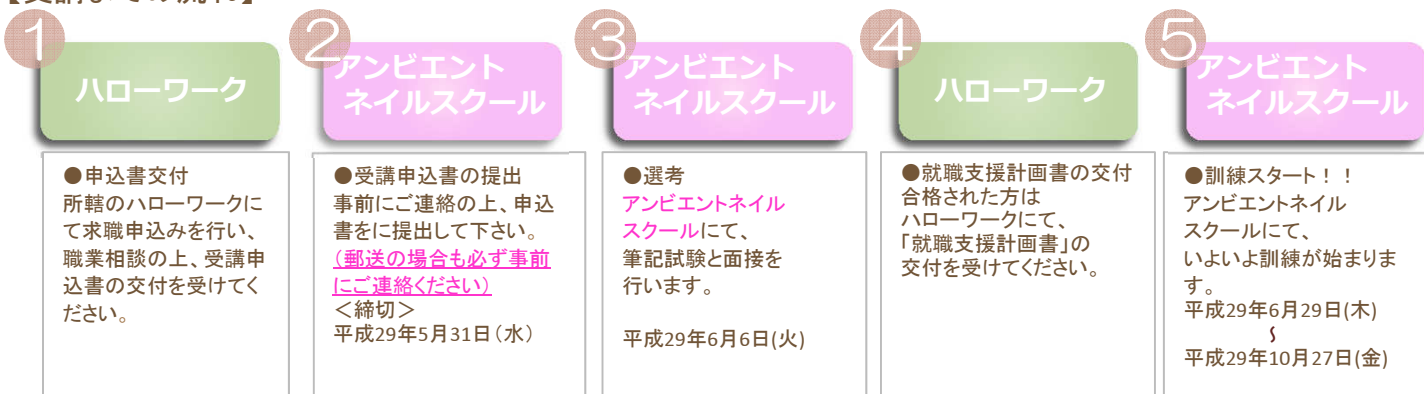 ①
ハローワーク
●申込書交付
所轄のハローワークに
て求職申込みを行い、
職業相談の上、受講申
込書の交付を受けてく
ださい。
②
アンビエント
ネイルスクール
●受講申込書の提出
事前にご連絡の上、申込
書をに提出して下さい。
（郵送の場合も必ず事前
にご連絡ください）
＜締切＞
平成29年5月31日（水）
③
アンビエント
ネイルスクール
●選考
アンビエントネイル
スクールにて、
筆記試験と面接を
行います。
平成29年6月6日(火)
④
ハローワーク
●就職支援計画書の交付
合格された方は
ハローワークにて、
「就職支援計画書」の
交付を受けてください。
⑤
アンビエント
ネイルスクール
●訓練スタート！！
アンビエントネイル
スクールにて、
いよいよ訓練が始まりま
す。
平成29年6月29日(木)
～
平成29年10月27日(金)